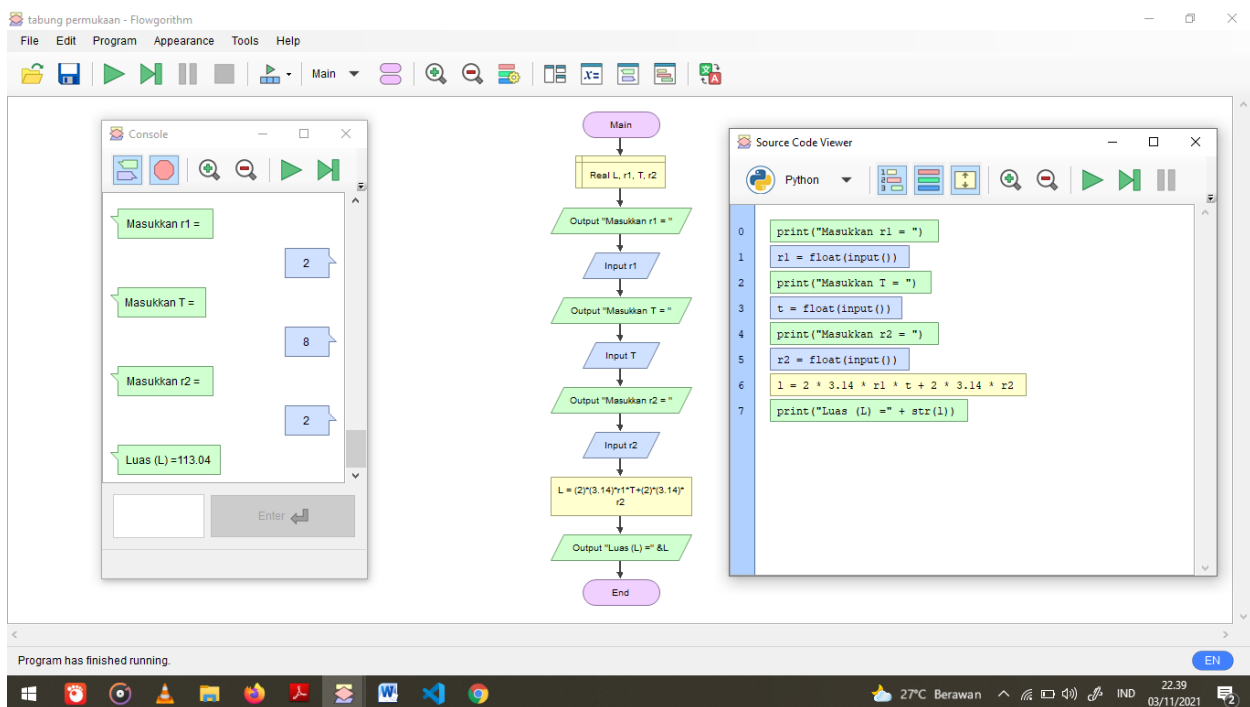 tabung permukaan - Flowgorithm
File Edit Program Appearance Tools Help
Main
Console
Masukkan r1 =
2
Masukkan T =
8
Masukkan r2 =
2
Luas (L) =113.04
Enter
Main
Real L, r1, T, r2
Output "Masukkan r1 = "
Input r1
Output "Masukkan T = "
Input T
Output "Masukkan r2 = "
Input r2
L = (2)*(3.14)*r1*T+(2)*(3.14)*
r2
Output "Luas (L) =" &L
End
Source Code Viewer
Python
0 print("Masukkan r1 = ")
1 r1 = float(input())
2 print("Masukkan T = ")
3 t = float(input())
4 print("Masukkan r2 = ")
5 r2 = float(input())
6 l = 2 * 3.14 * r1 * t + 2 * 3.14 * r2
7 print("Luas (L) =" + str(l))
Program has finished running.
EN
27°C Berawan
IND
22.39
03/11/2021
2